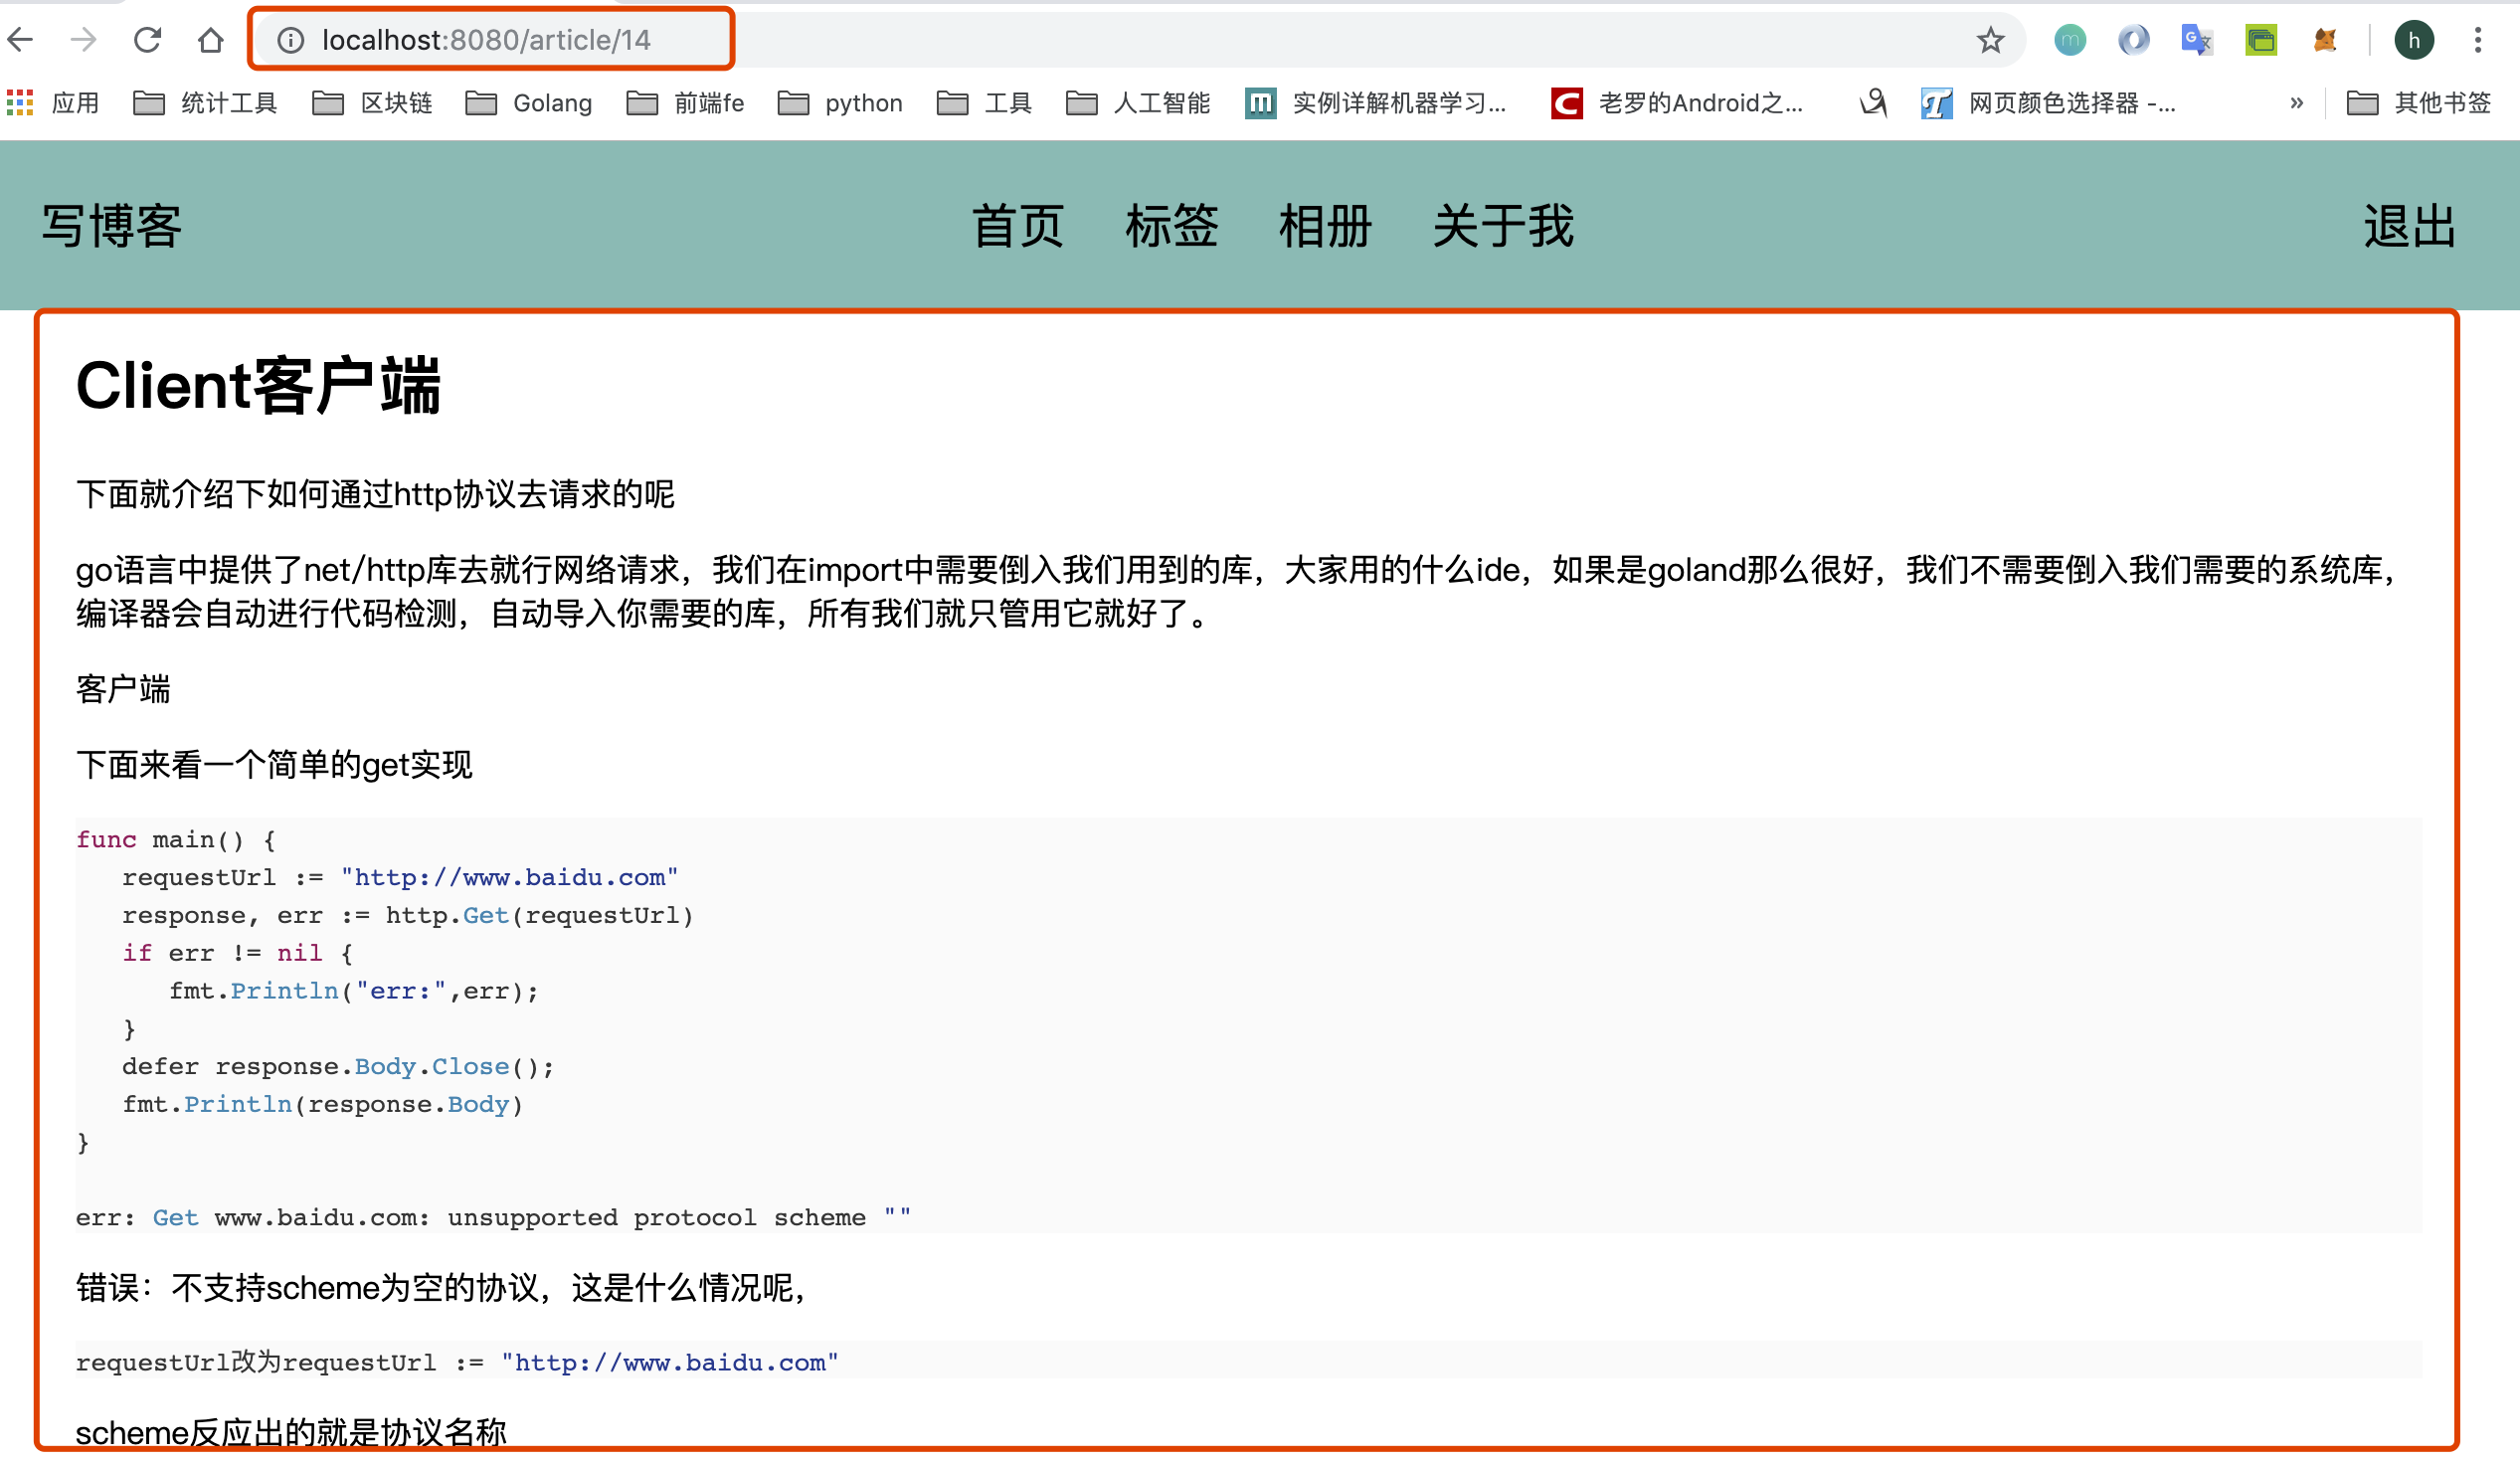 localhost:8080/article/14
h
应用 统计工具 区块链 Golang 前端fe python 工具 人工智能 实例详解机器学习... 老罗的Android之... 网页颜色选择器 -... » 其他书签
写博客 首页 标签 相册 关于我 退出
Client客户端
下面就介绍下如何通过http协议去请求的呢
go语言中提供了net/http库去就行网络请求，我们在import中需要倒入我们用到的库，大家用的什么ide，如果是goland那么很好，我们不需要倒入我们需要的系统库，
编译器会自动进行代码检测，自动导入你需要的库，所有我们就只管用它就好了。
客户端
下面来看一个简单的get实现
func main() {
   requestUrl := "http://www.baidu.com"
   response, err := http.Get(requestUrl)
   if err != nil {
      fmt.Println("err:",err);
   }
   defer response.Body.Close();
   fmt.Println(response.Body)
}
err: Get www.baidu.com: unsupported protocol scheme ""
错误：不支持scheme为空的协议，这是什么情况呢，
requestUrl改为requestUrl := "http://www.baidu.com"
scheme反应出的就是协议名称